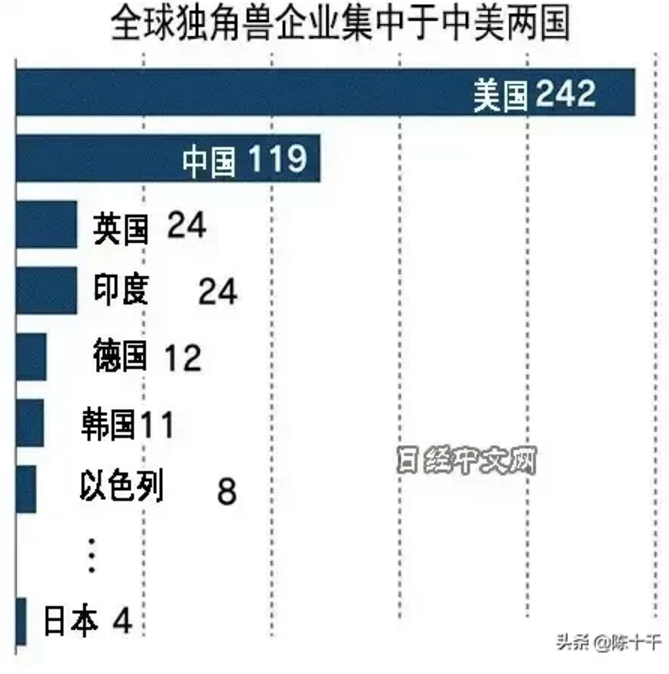 全球独角兽企业集中于中美两国
美国 242
中国 119
英国 24
印度 24
德国 12
韩国11
以色列 8
⋮
日本 4
日经中文网
头条 @陈十千